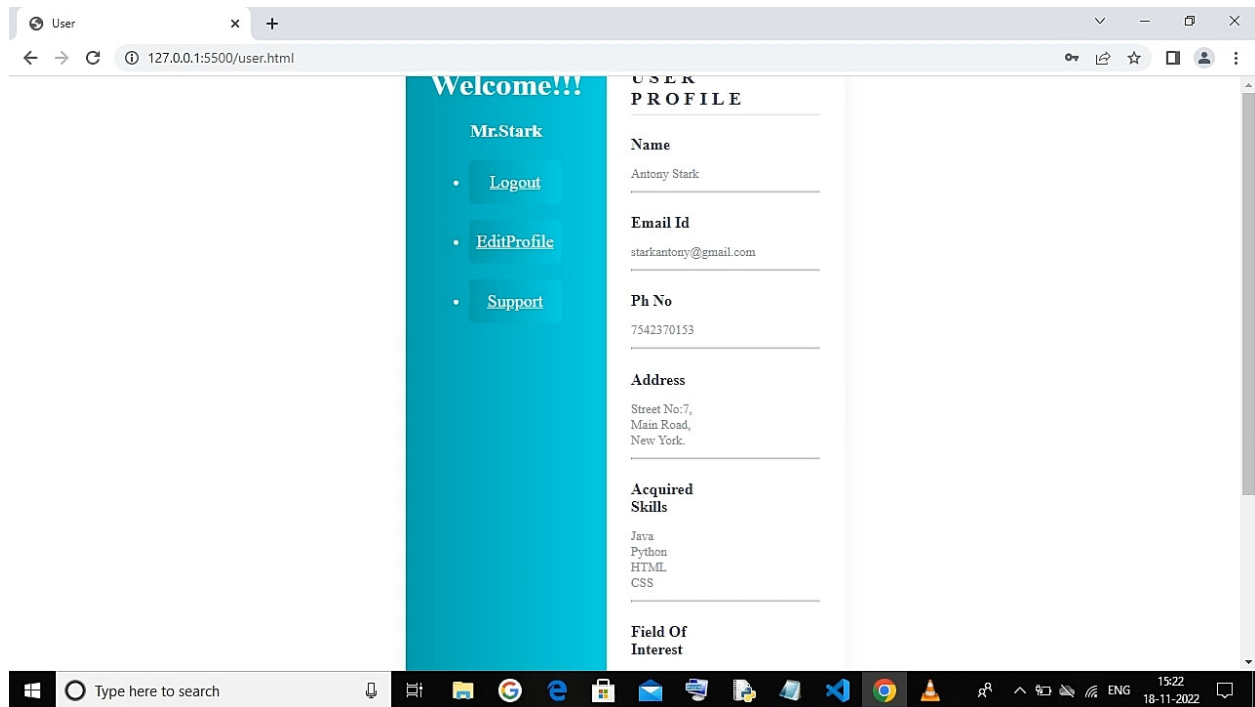 User
127.0.0.1:5500/user.html
Welcome!!!
Mr.Stark
Logout
EditProfile
Support
USER
PROFILE
Name
Antony Stark
Email Id
starkantony@gmail.com
Ph No
7542370153
Address
Street No:7,
Main Road,
New York.
Acquired
Skills
Java
Python
HTML
CSS
Field Of
Interest
Type here to search
ENG
15:22
18-11-2022